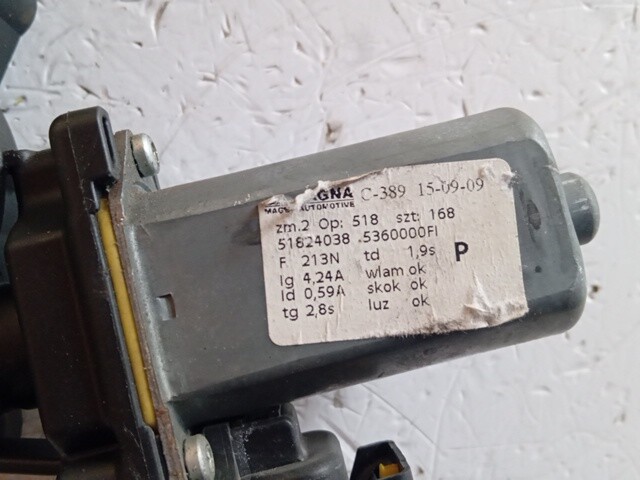 AGNA C-389 15-09-09
AUTOMOTIVE
zm.2 Op: 518 szt: 168
51824038 .5360000FI
F 213N td 1,9s P
Ig 4,24A wlam ok
Id 0,59A skok ok
tg 2,8s luz ok